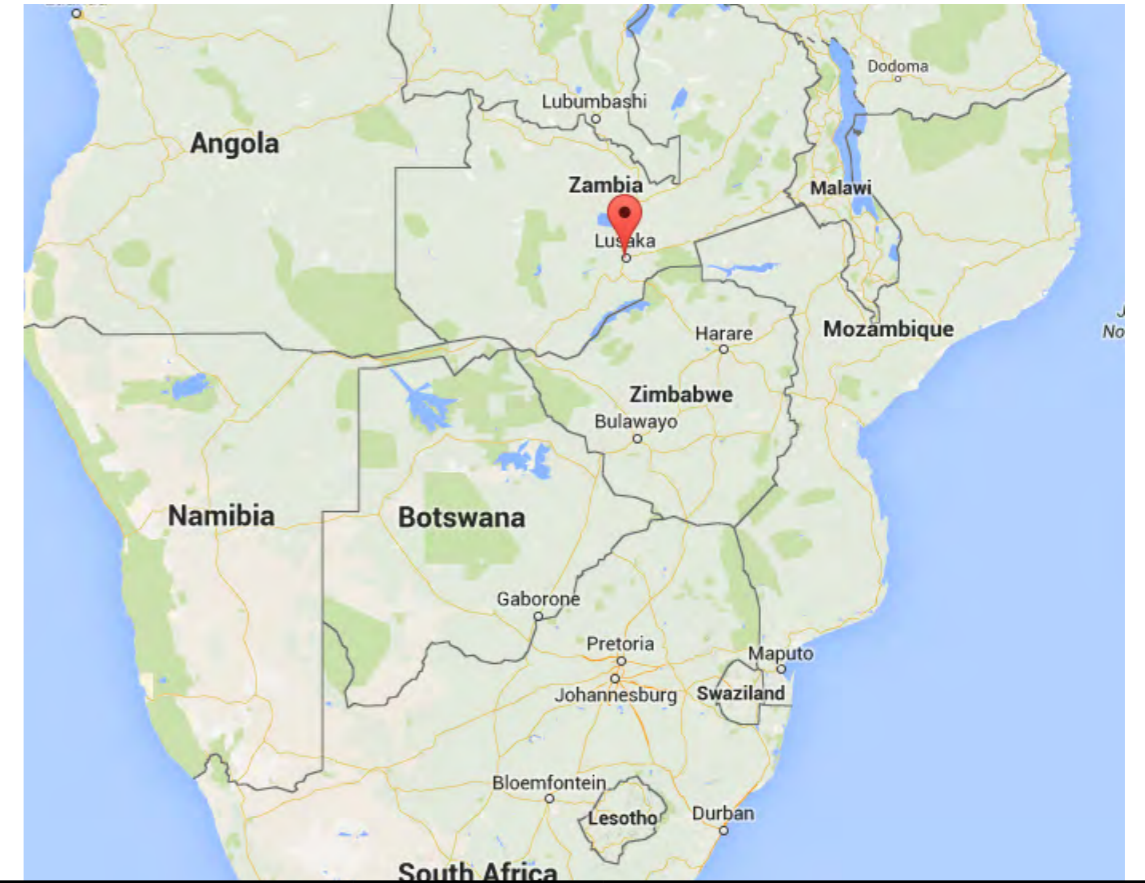 Dodoma
Lubumbashi
Angola
Zambia
Malawi
Lusaka
Mozambique
Harare
Zimbabwe
Bulawayo
Namibia
Botswana
Gaborone
Pretoria
Maputo
Johannesburg
Swaziland
Bloemfontein
Durban
Lesotho
South Africa